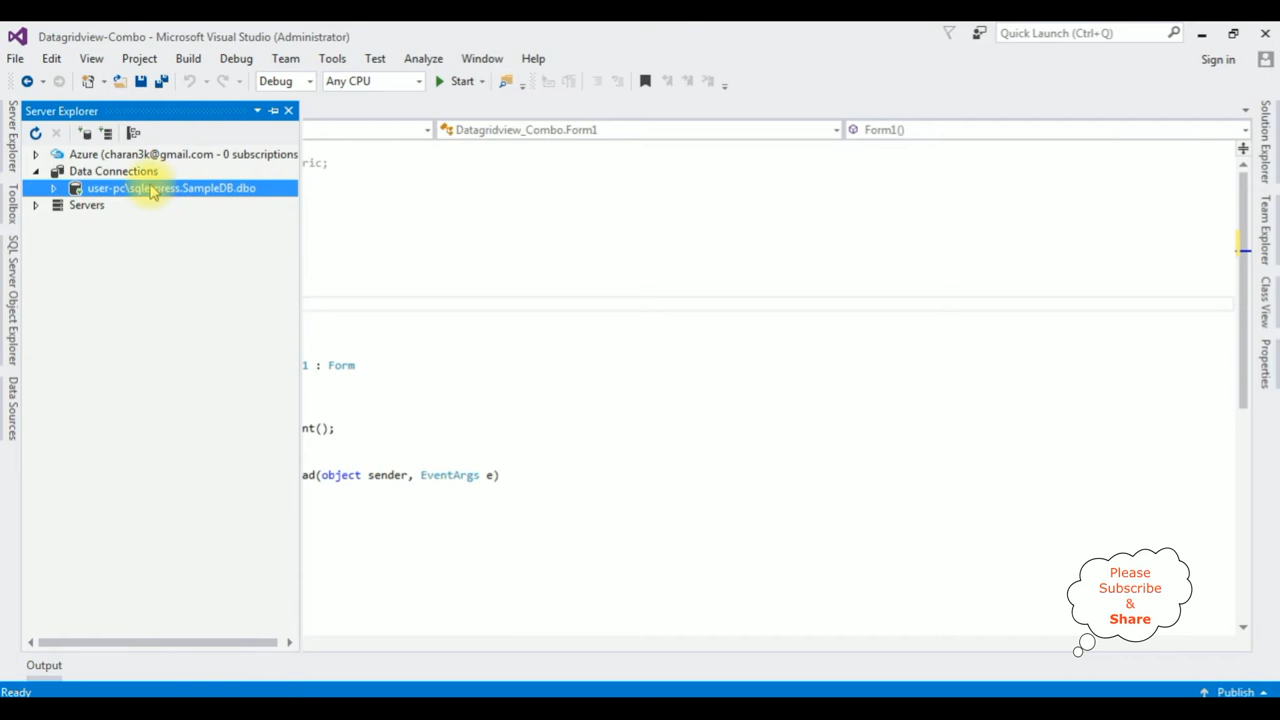 Datagridview-Combo - Microsoft Visual Studio (Administrator)
Quick Launch (Ctrl+Q)
File Edit View Project Build Debug Team Tools Test Analyze Window Help
Sign in
Debug Any CPU Start
Server Explorer
Datagridview_Combo.Form1 Form1()
Azure (charan3k@gmail.com - 0 subscriptions
Data Connections
user-pc\sqlexpress.SampleDB.dbo
Servers
ric;
1 : Form
nt();
ad(object sender, EventArgs e)
Server Explorer
Toolbox
SQL Server Object Explorer
Data Sources
Solution Explorer
Team Explorer
Class View
Properties
Please
Subscribe
&
Share
Output
Ready
Publish